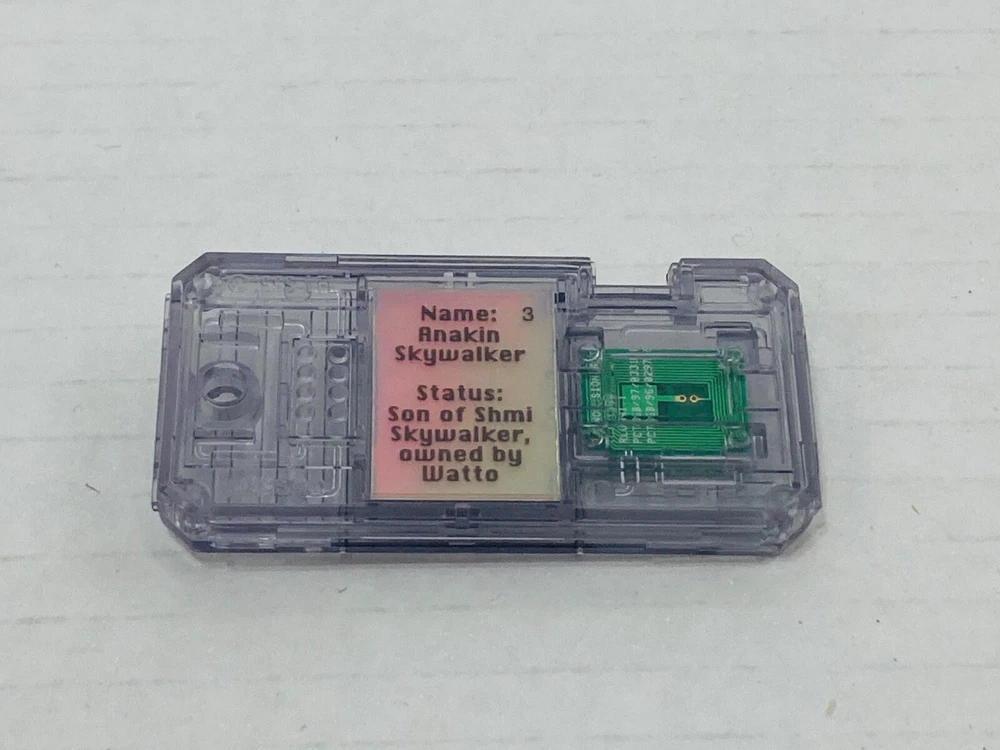 Name: 3
Anakin
Skywalker
Status:
Son of Shmi
Skywalker,
owned by
Watto